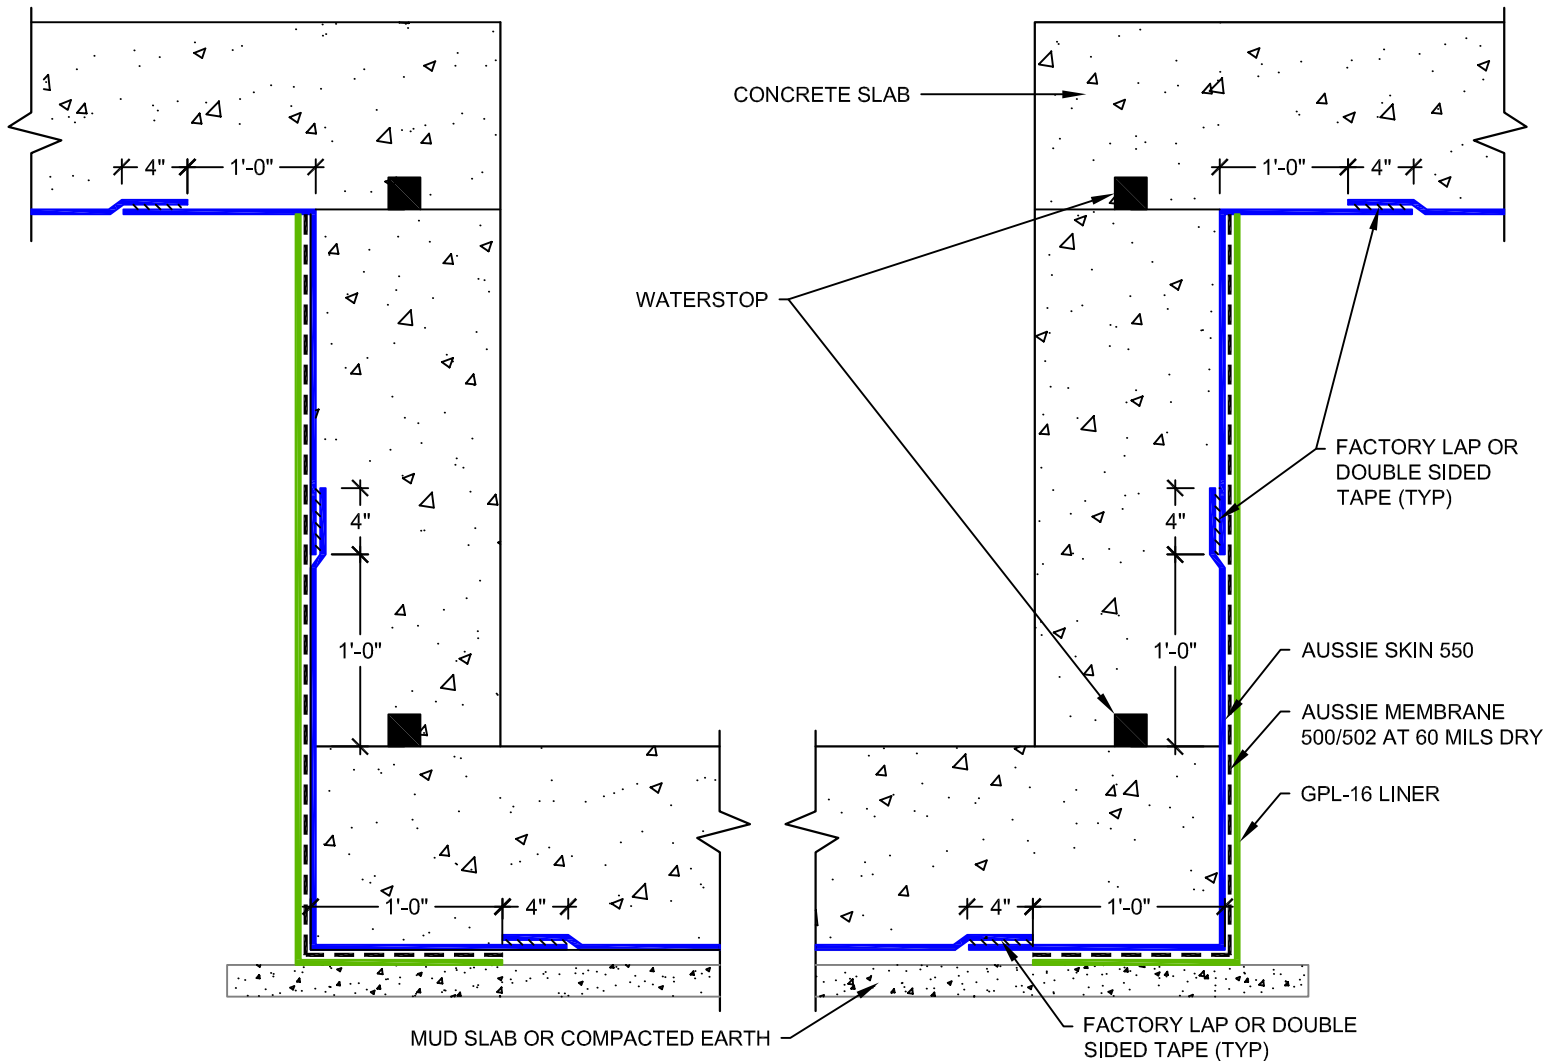 CONCRETE SLAB
4"
1'-0"
1'-0"
4"
WATERSTOP
FACTORY LAP OR
DOUBLE SIDED
TAPE (TYP)
4"
4"
1'-0"
1'-0"
AUSSIE SKIN 550
AUSSIE MEMBRANE
500/502 AT 60 MILS DRY
GPL-16 LINER
1'-0"
4"
4"
1'-0"
MUD SLAB OR COMPACTED EARTH
FACTORY LAP OR DOUBLE
SIDED TAPE (TYP)